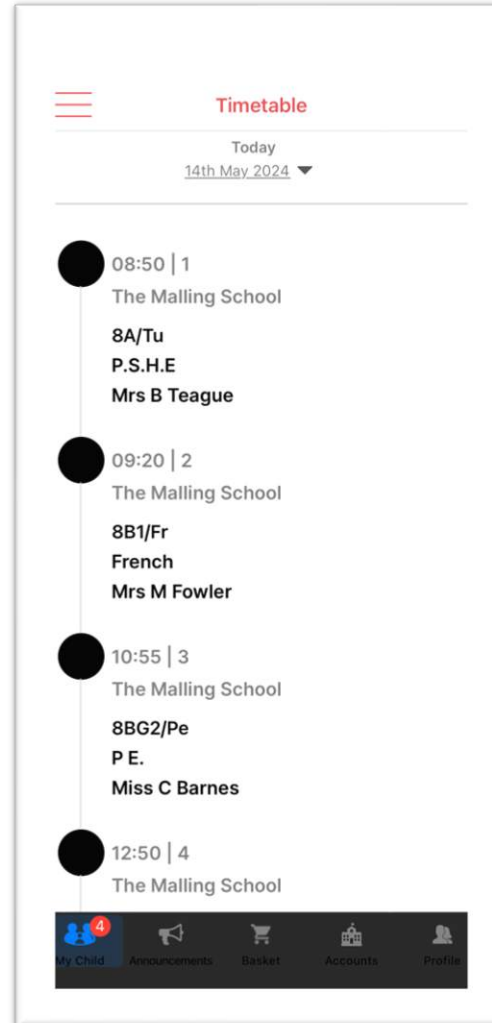 Timetable
Today
14th May 2024
08:50 | 1
The Malling School
8A/Tu
P.S.H.E
Mrs B Teague
09:20 | 2
The Malling School
8B1/Fr
French
Mrs M Fowler
10:55 | 3
The Malling School
8BG2/Pe
P E.
Miss C Barnes
12:50 | 4
The Malling School
4
My Child Announcements Basket Accounts Profile